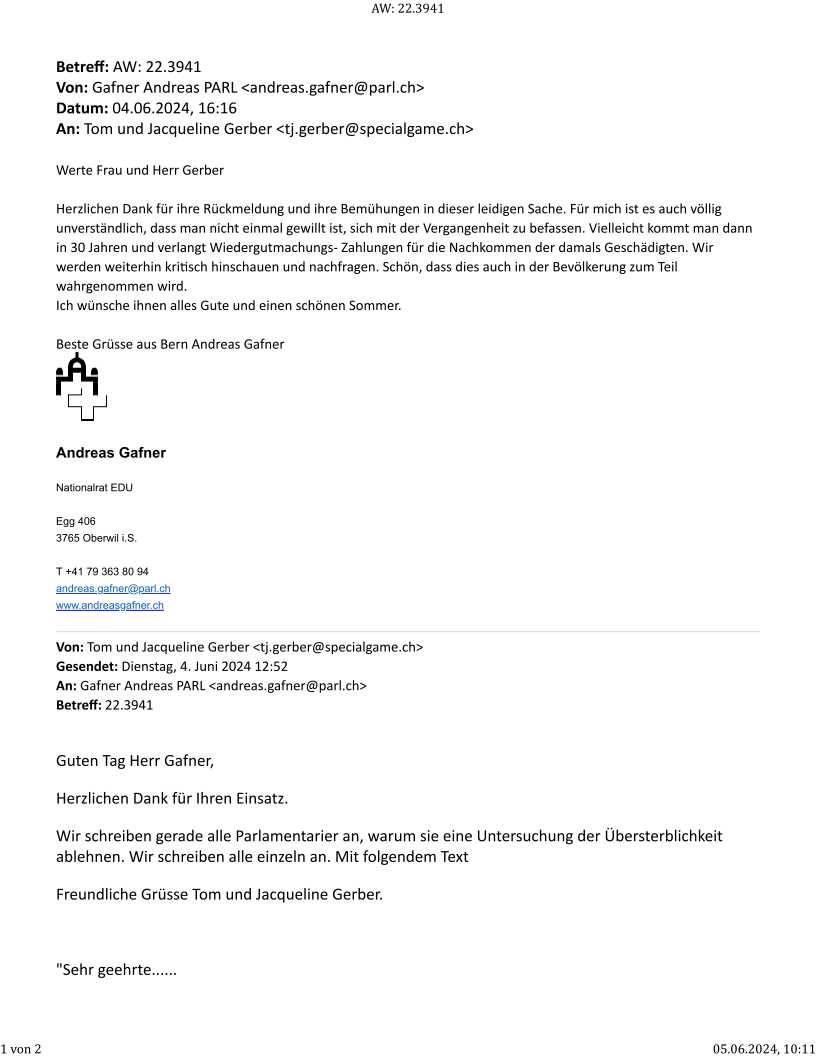 AW: 22.3941
Betreff: AW: 22.3941
Von: Gafner Andreas PARL <andreas.gafner@parl.ch>
Datum: 04.06.2024, 16:16
An: Tom und Jacqueline Gerber <tj.gerber@specialgame.ch>
Werte Frau und Herr Gerber
Herzlichen Dank für ihre Rückmeldung und ihre Bemühungen in dieser leidigen Sache. Für mich ist es auch völlig
unverständlich, dass man nicht einmal gewillt ist, sich mit der Vergangenheit zu befassen. Vielleicht kommt man dann
in 30 Jahren und verlangt Wiedergutmachungs- Zahlungen für die Nachkommen der damals Geschädigten. Wir
werden weiterhin kritisch hinschauen und nachfragen. Schön, dass dies auch in der Bevölkerung zum Teil
wahrgenommen wird.
Ich wünsche ihnen alles Gute und einen schönen Sommer.
Beste Grüsse aus Bern Andreas Gafner
Andreas Gafner
Nationalrat EDU
Egg 406
3765 Oberwil i.S.
T +41 79 363 80 94
andreas.gafner@parl.ch
www.andreasgafner.ch
Von: Tom und Jacqueline Gerber <tj.gerber@specialgame.ch>
Gesendet: Dienstag, 4. Juni 2024 12:52
An: Gafner Andreas PARL <andreas.gafner@parl.ch>
Betreff: 22.3941
Guten Tag Herr Gafner,
Herzlichen Dank für Ihren Einsatz.
Wir schreiben gerade alle Parlamentarier an, warum sie eine Untersuchung der Übersterblichkeit
ablehnen. Wir schreiben alle einzeln an. Mit folgendem Text
Freundliche Grüsse Tom und Jacqueline Gerber.
"Sehr geehrte......
1 von 2
05.06.2024, 10:11